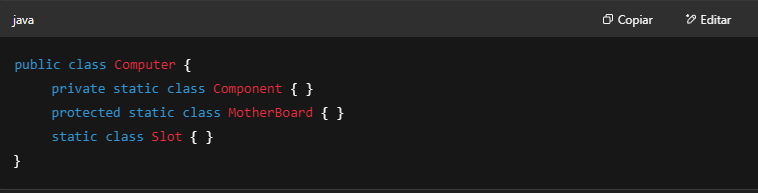 java Copiar Editar
public class Computer {
private static class Component { }
protected static class MotherBoard { }
static class Slot { }
}